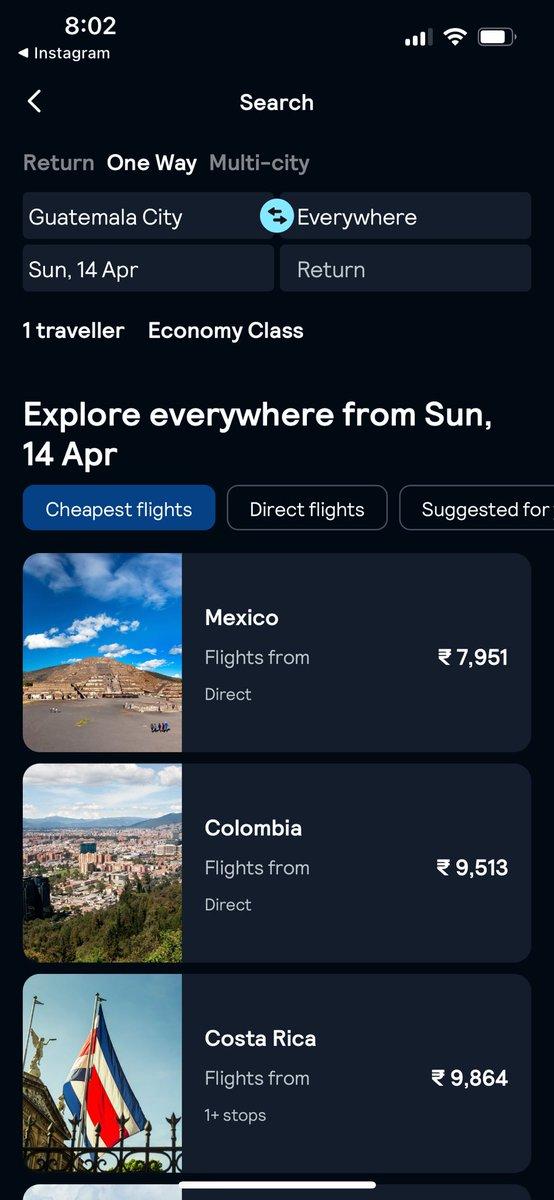 8:02
◀ Instagram
Search
Return One Way Multi-city
Guatemala City Everywhere
Sun, 14 Apr Return
1 traveller Economy Class
Explore everywhere from Sun,
14 Apr
Cheapest flights Direct flights Suggested for
Mexico
Flights from ₹ 7,951
Direct
Colombia
Flights from ₹ 9,513
Direct
Costa Rica
Flights from ₹ 9,864
1+ stops